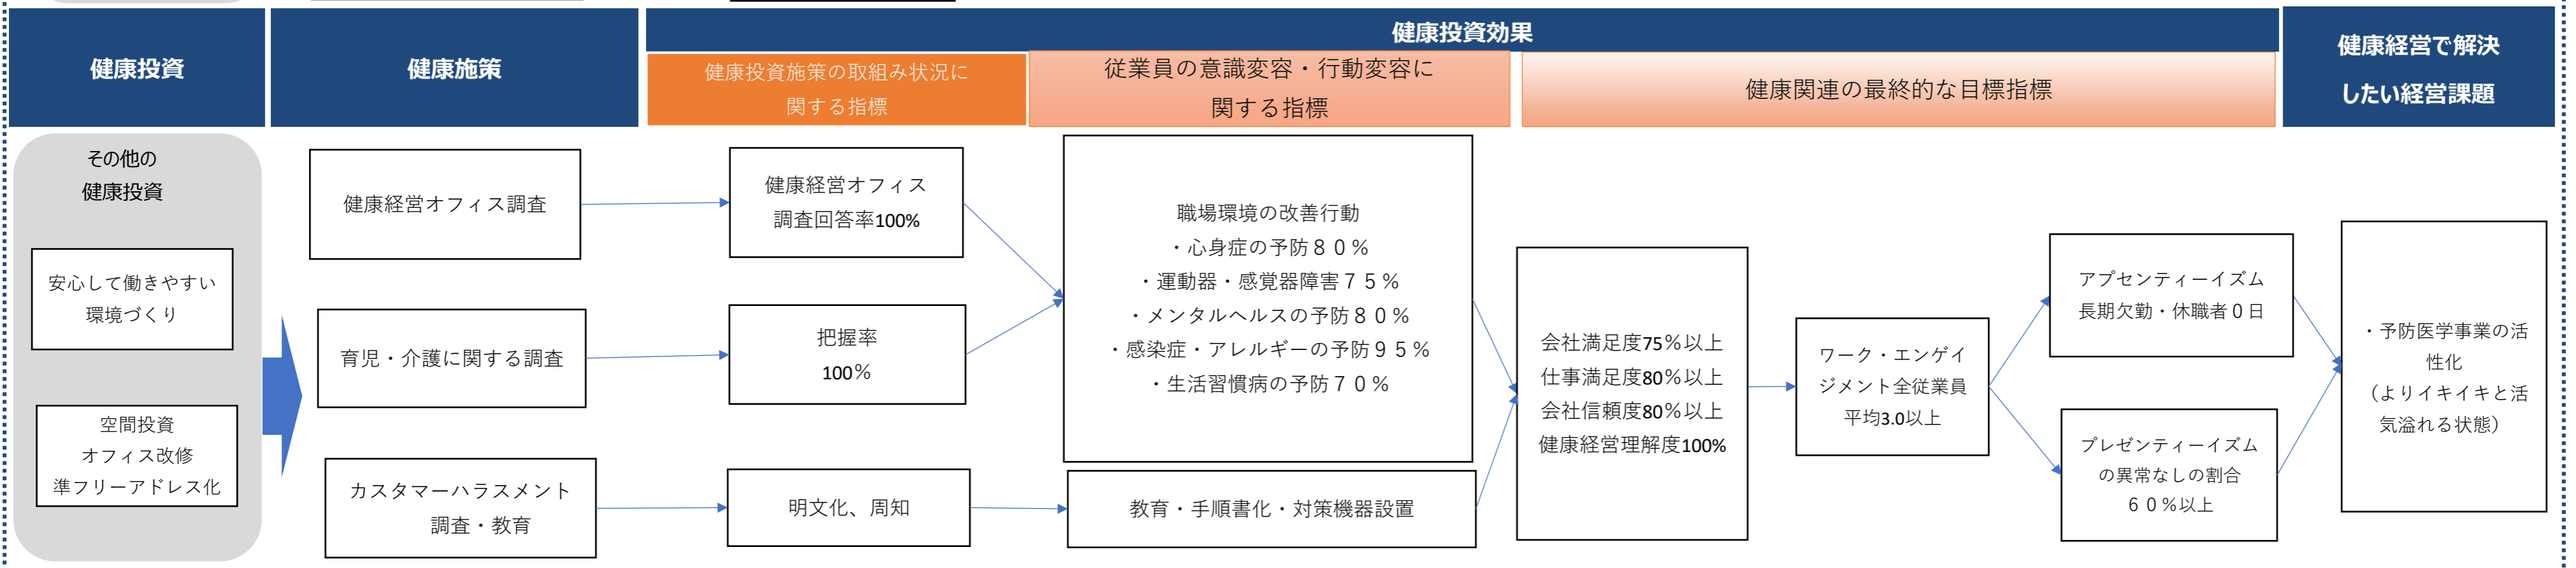 健康投資
健康施策
健康投資効果
健康投資施策の取組み状況に
関する指標
従業員の意識変容・行動変容に
関する指標
健康関連の最終的な目標指標
健康経営で解決
したい経営課題
その他の
健康投資
安心して働きやすい
環境づくり
空間投資
オフィス改修
準フリーアドレス化
健康経営オフィス調査
育児・介護に関する調査
カスタマーハラスメント
調査・教育
健康経営オフィス
調査回答率100%
把握率
100％
明文化、周知
職場環境の改善行動
・心身症の予防８０％
・運動器・感覚器障害７５％
・メンタルヘルスの予防８０％
・感染症・アレルギーの予防９５％
・生活習慣病の予防７０％
教育・手順書化・対策機器設置
会社満足度75％以上
仕事満足度80％以上
会社信頼度80％以上
健康経営理解度100%
ワーク・エンゲイ
ジメント全従業員
平均3.0以上
アプセンティーイズム
長期欠勤・休職者０日
プレゼンティーイズム
の異常なしの割合
６０％以上
・予防医学事業の活
性化
（よりイキイキと活
気溢れる状態）